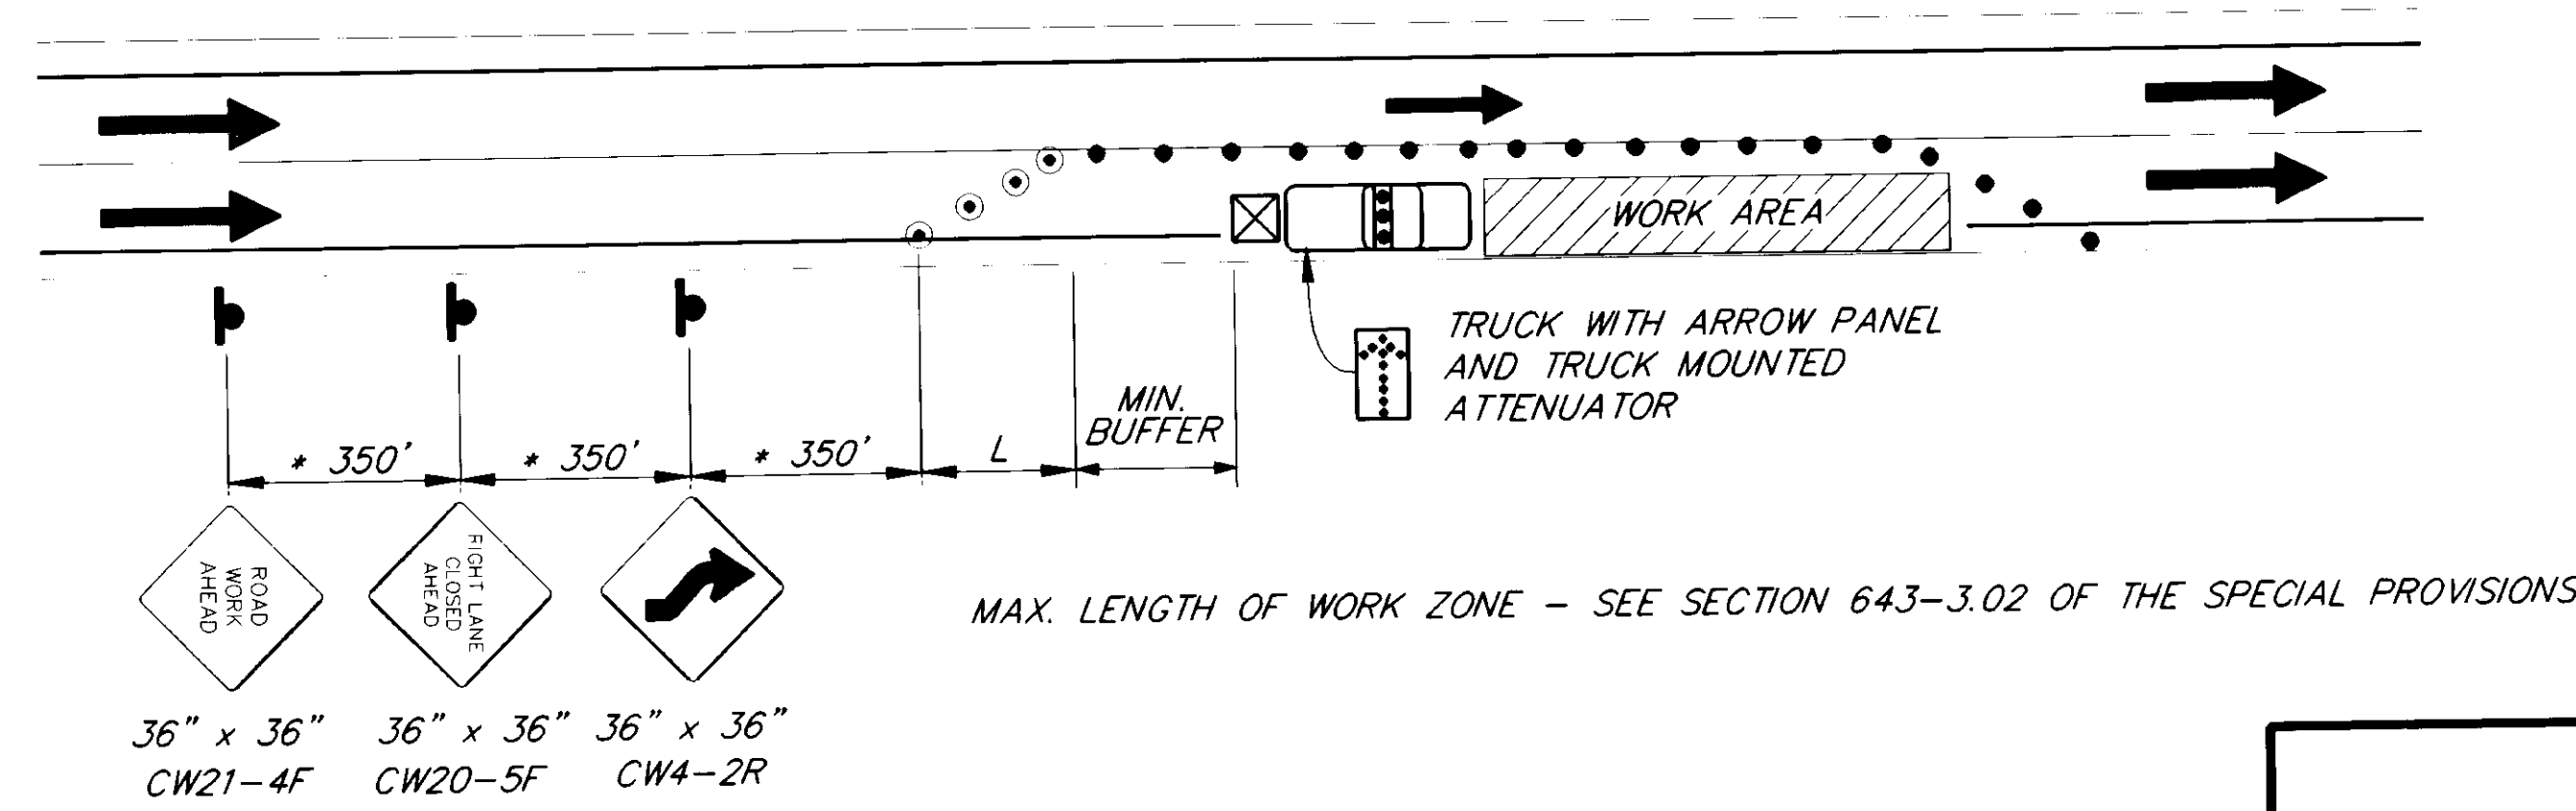 WORK AREA
TRUCK WITH ARROW PANEL
AND TRUCK MOUNTED
ATTENUATOR
MIN.
BUFFER
* 350' * 350' * 350' L
ROAD
WORK
AHEAD
RIGHT LANE
CLOSED
AHEAD
MAX. LENGTH OF WORK ZONE – SEE SECTION 643–3.02 OF THE SPECIAL PROVISIONS
36" x 36" 36" x 36" 36" x 36"
CW21–4F CW20–5F CW4–2R